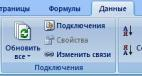 траницы Формулы Данные
Обновить все
Подключения
Свойства
Изменить связи
Подключения